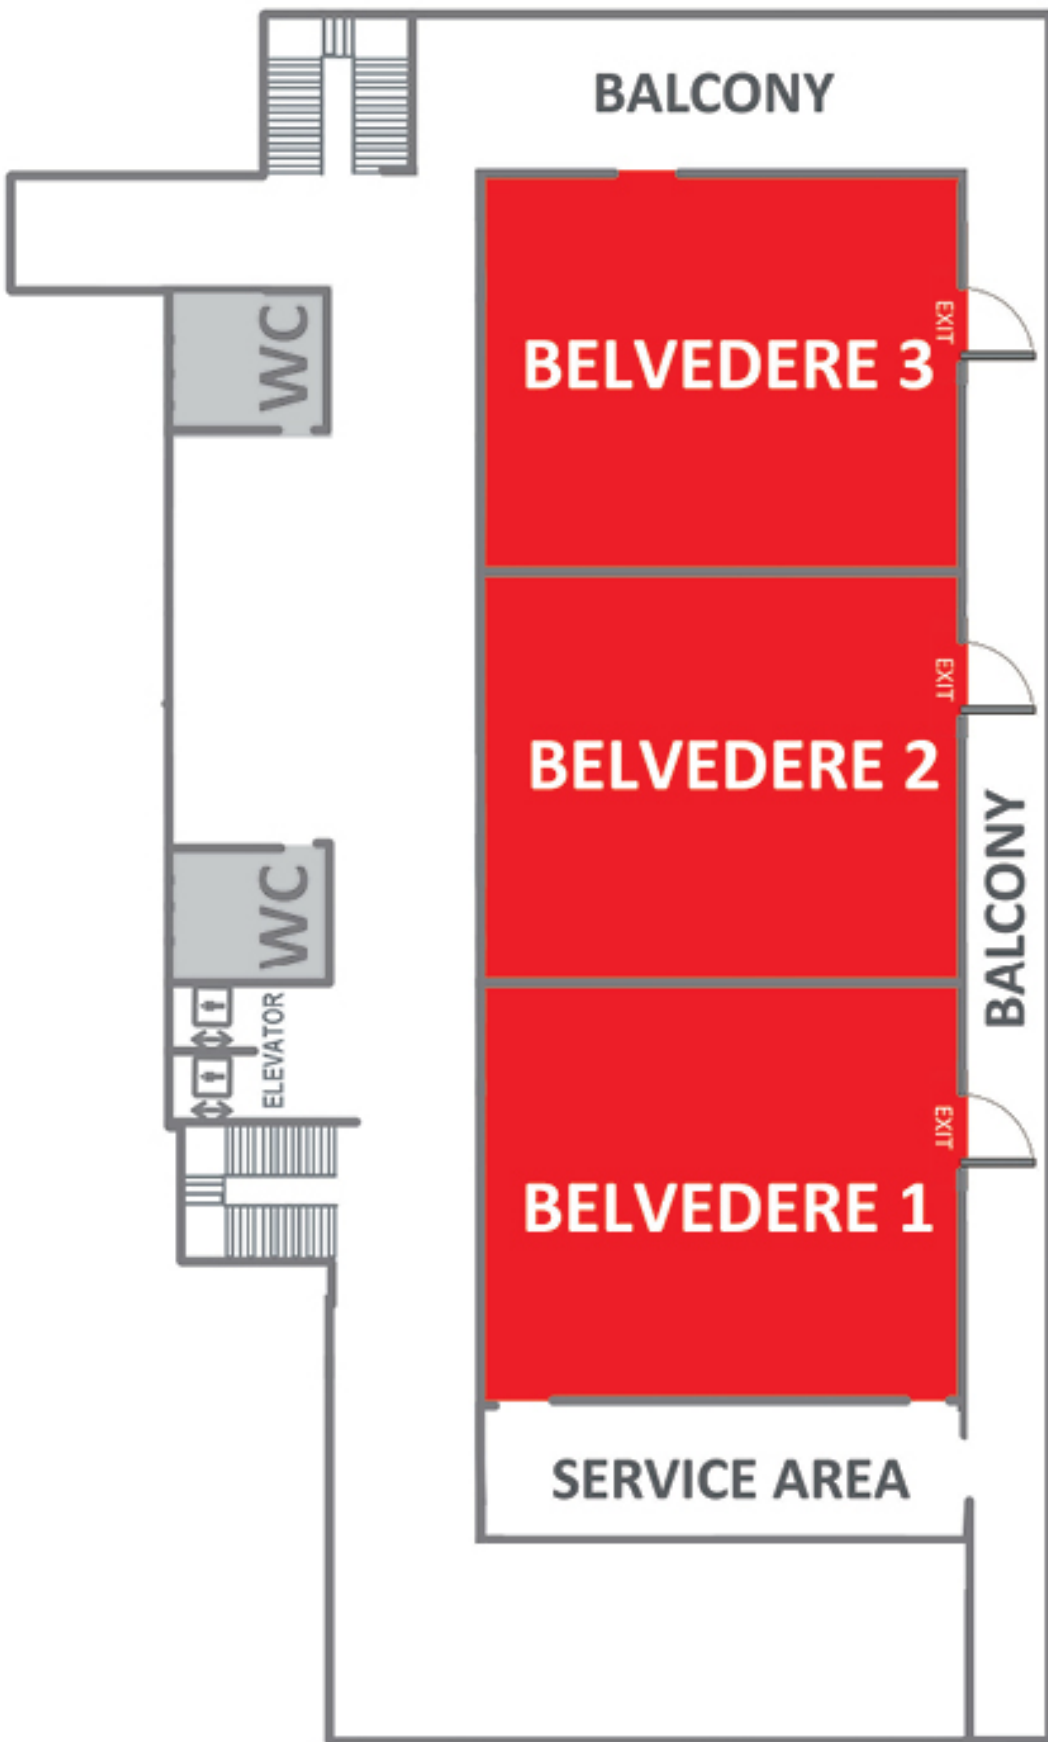 BALCONY
EXIT
WC
BELVEDERE 3
EXIT
BELVEDERE 2
BALCONY
WC
ELEVATOR
EXIT
BELVEDERE 1
SERVICE AREA